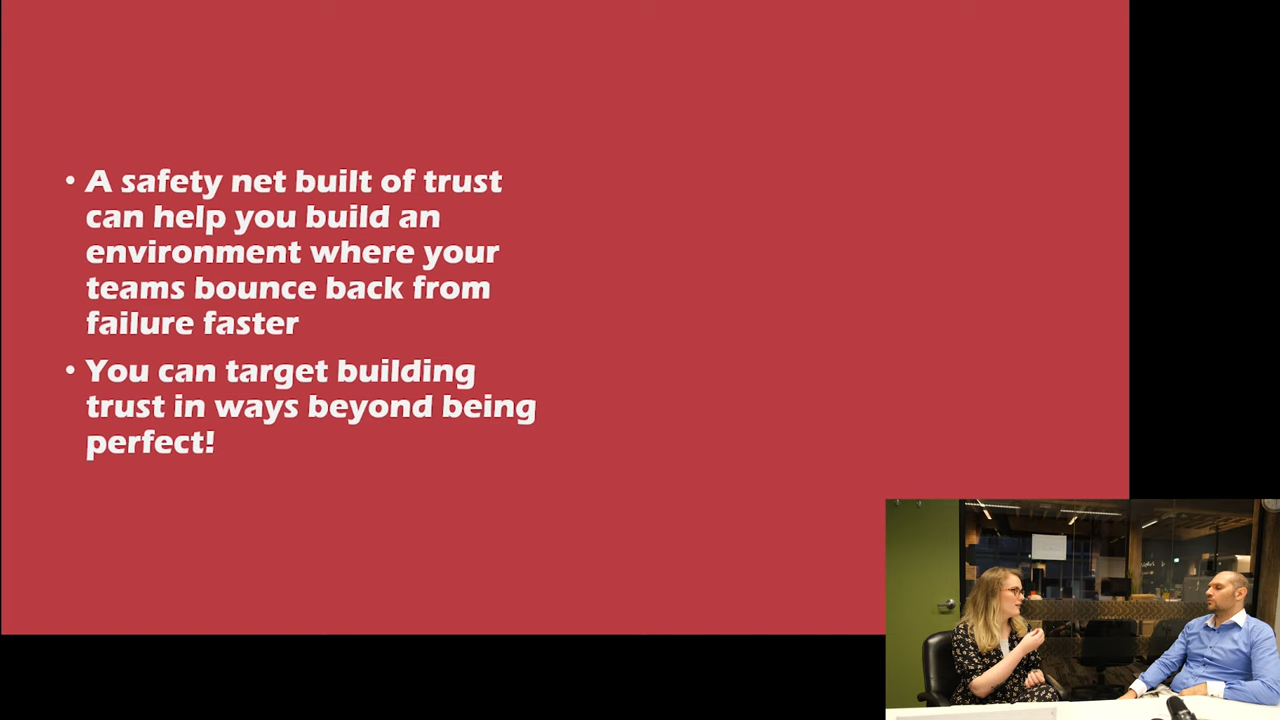 • A safety net built of trust
can help you build an
environment where your
teams bounce back from
failure faster
• You can target building
trust in ways beyond being
perfect!